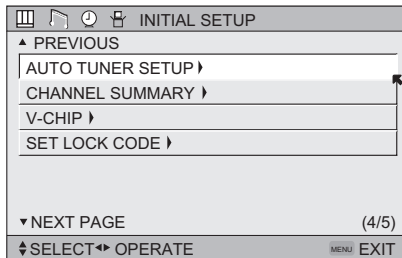 INITIAL SETUP
PREVIOUS
AUTO TUNER SETUP
CHANNEL SUMMARY
V-CHIP
SET LOCK CODE
NEXT PAGE (4/5)
SELECT OPERATE MENU EXIT